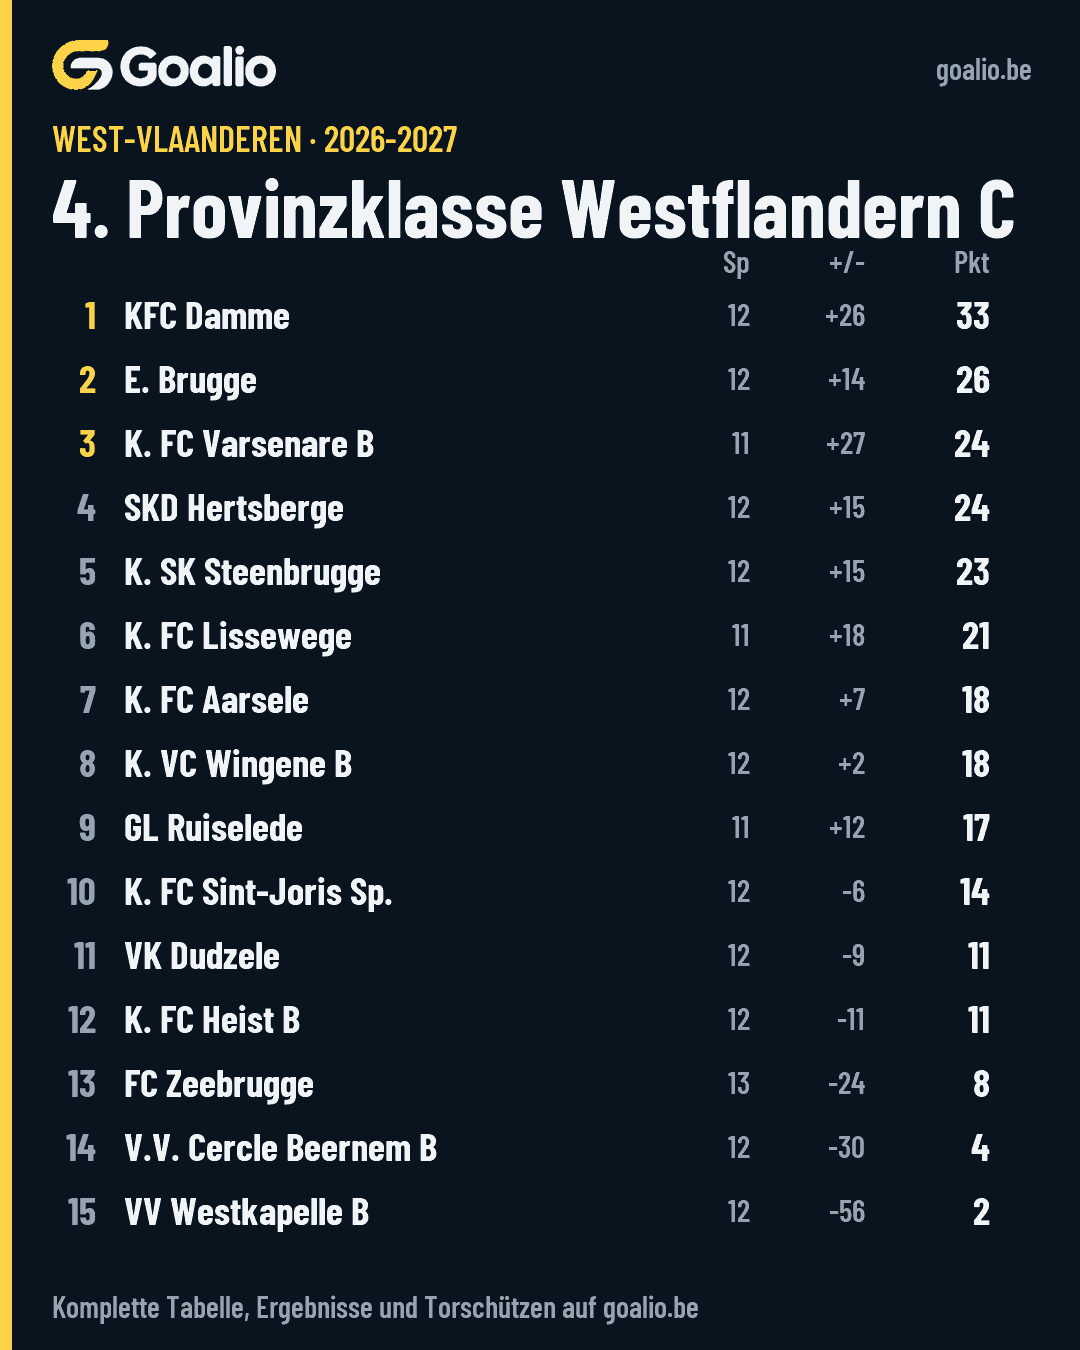 Goalio
goalio.be
WEST-VLAANDEREN · 2026-2027
4. Provinzklasse Westflandern C
Sp +/- Pkt
1 KFC Damme 12 +26 33
2 E. Brugge 12 +14 26
3 K. FC Varsenare B 11 +27 24
4 SKD Hertsberge 12 +15 24
5 K. SK Steenbrugge 12 +15 23
6 K. FC Lissewege 11 +18 21
7 K. FC Aarsele 12 +7 18
8 K. VC Wingene B 12 +2 18
9 GL Ruiselede 11 +12 17
10 K. FC Sint-Joris Sp. 12 -6 14
11 VK Dudzele 12 -9 11
12 K. FC Heist B 12 -11 11
13 FC Zeebrugge 13 -24 8
14 V.V. Cercle Beernem B 12 -30 4
15 VV Westkapelle B 12 -56 2
Komplette Tabelle, Ergebnisse und Torschützen auf goalio.be